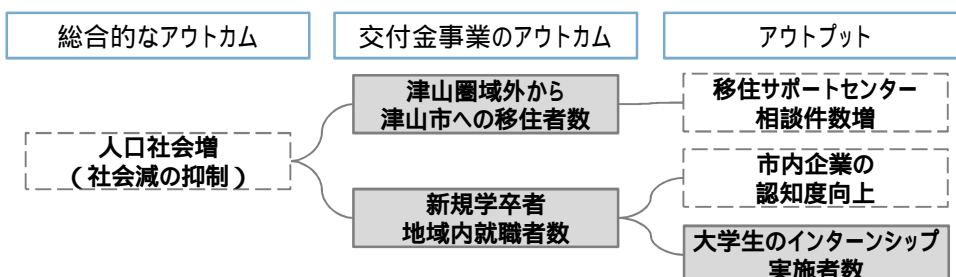 総合的なアウトカム
交付金事業のアウトカム
アウトプット
津山圏域外から
津山市への移住者数
移住サポートセンター
相談件数増
人口社会増
(社会減の抑制)
市内企業の
認知度向上
新規学卒者
地域内就職者数
大学生のインターンシップ
実施者数